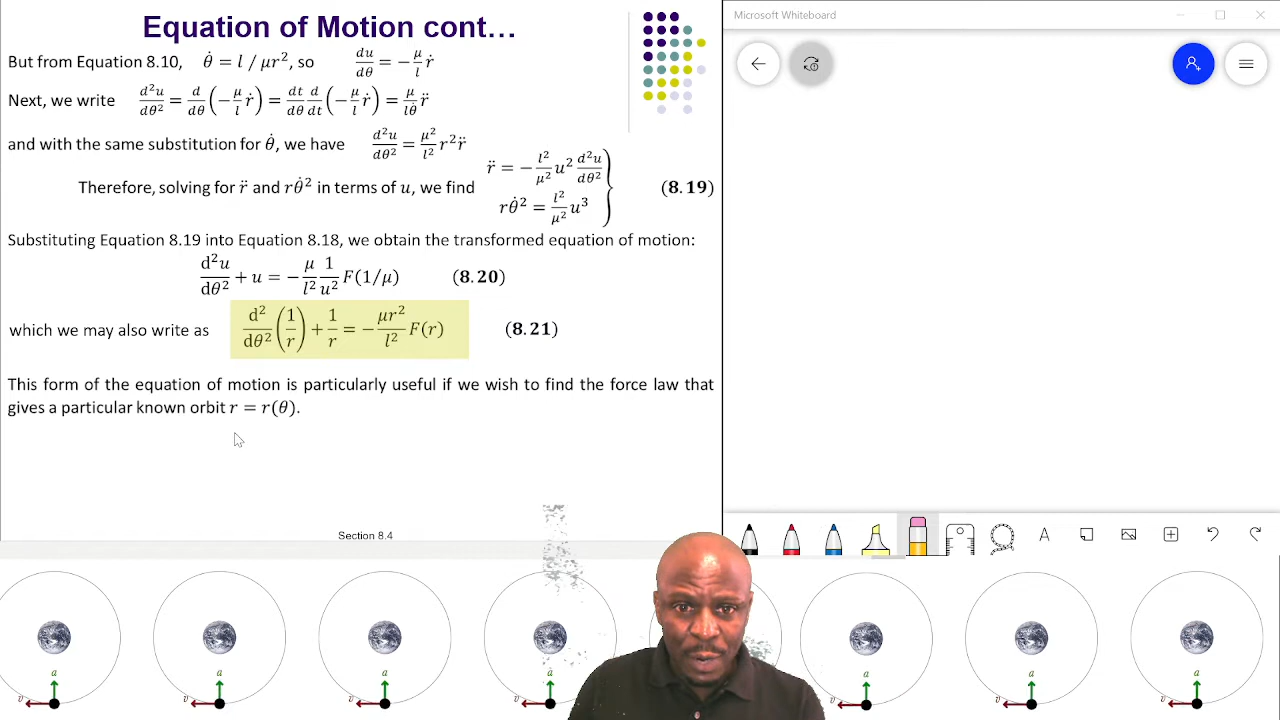 Equation of Motion cont…
But from Equation 8.10, θ̇ = l / μr², so du/dθ = −(μ/l)ṙ
Next, we write d²u/dθ² = d/dθ(−(μ/l)ṙ) = dt/dθ d/dt(−(μ/l)ṙ) = (μ/lθ̇)r̈
and with the same substitution for θ̇, we have d²u/dθ² = (μ²/l²)r²r̈
Therefore, solving for r̈ and rθ̇² in terms of u, we find
r̈ = −(l²/μ²)u² d²u/dθ²
rθ̇² = (l²/μ²)u³
(8.19)
Substituting Equation 8.19 into Equation 8.18, we obtain the transformed equation of motion:
d²u/dθ² + u = −(μ/l²)(1/u²)F(1/μ) (8.20)
which we may also write as d²/dθ²(1/r) + 1/r = −(μr²/l²)F(r) (8.21)
This form of the equation of motion is particularly useful if we wish to find the force law that
gives a particular known orbit r = r(θ).
Section 8.4
Microsoft Whiteboard
A
a a a a a a a
v v v v v v v